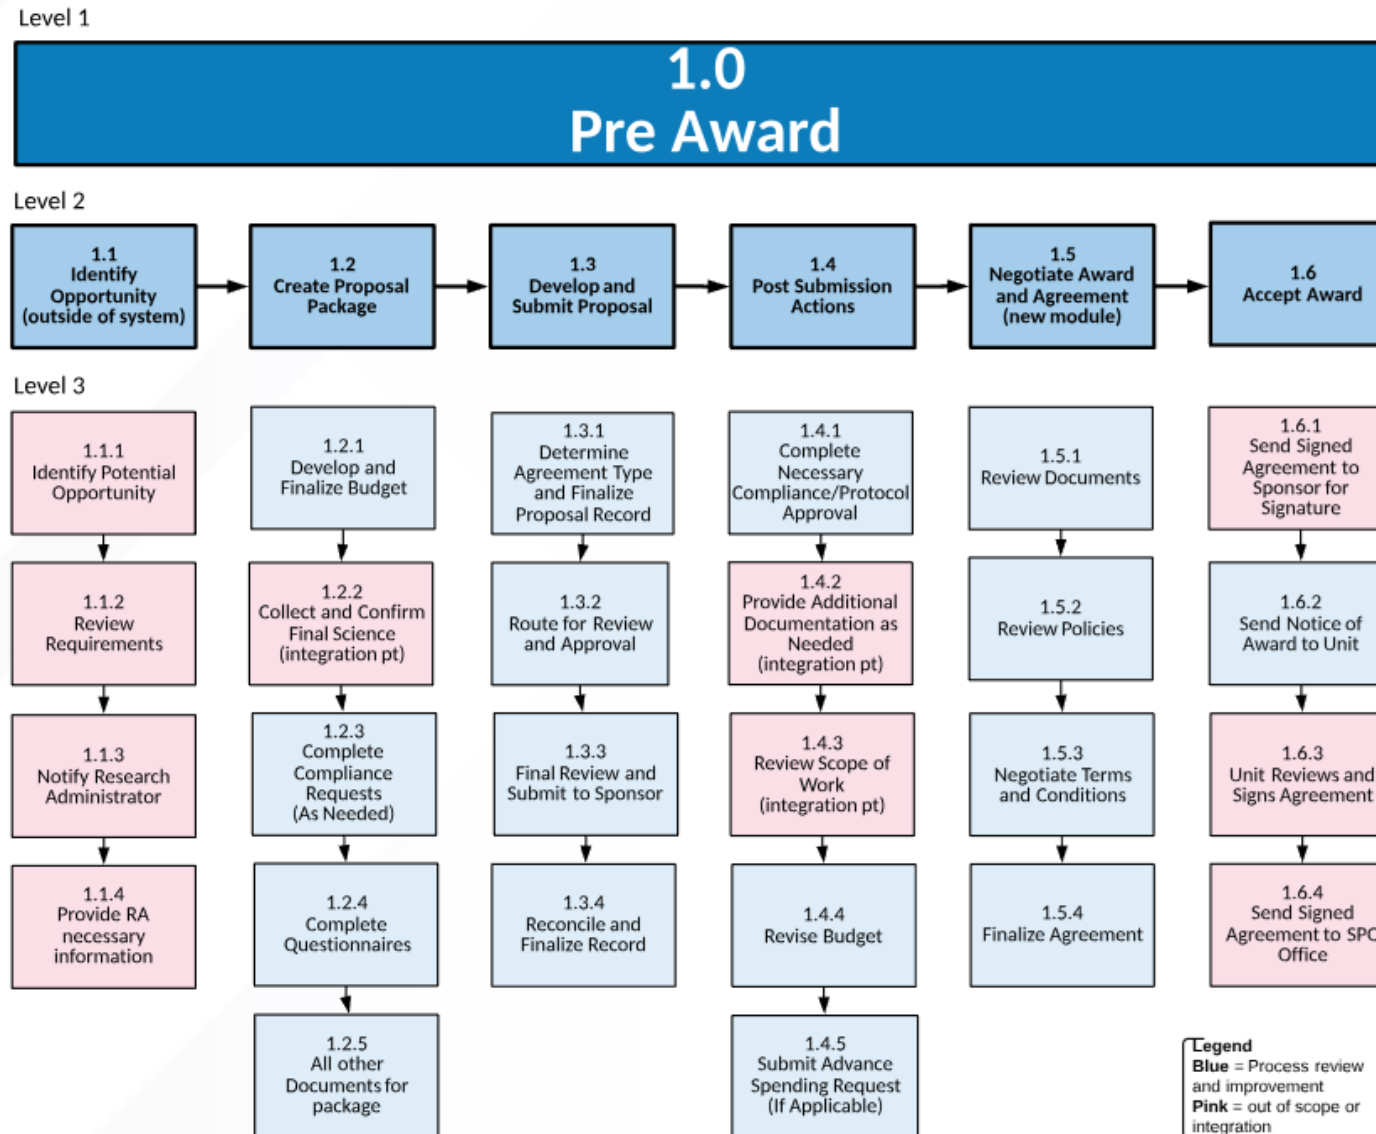 Level 1
1.0
Pre Award
Level 2
1.1
Identify
Opportunity
(outside of system)
1.2
Create Proposal
Package
1.3
Develop and
Submit Proposal
1.4
Post Submission
Actions
1.5
Negotiate Award
and Agreement
(new module)
1.6
Accept Award
Level 3
1.1.1
Identify Potential
Opportunity
1.1.2
Review
Requirements
1.1.3
Notify Research
Administrator
1.1.4
Provide RA
necessary
information
1.2.1
Develop and
Finalize Budget
1.2.2
Collect and Confirm
Final Science
(integration pt)
1.2.3
Complete
Compliance
Requests
(As Needed)
1.2.4
Complete
Questionnaires
1.2.5
All other
Documents for
package
1.3.1
Determine
Agreement Type
and Finalize
Proposal Record
1.3.2
Route for Review
and Approval
1.3.3
Final Review and
Submit to Sponsor
1.3.4
Reconcile and
Finalize Record
1.4.1
Complete
Necessary
Compliance/Protocol
Approval
1.4.2
Provide Additional
Documentation as
Needed
(integration pt)
1.4.3
Review Scope of
Work
(integration pt)
1.4.4
Revise Budget
1.4.5
Submit Advance
Spending Request
(If Applicable)
1.5.1
Review Documents
1.5.2
Review Policies
1.5.3
Negotiate Terms
and Conditions
1.5.4
Finalize Agreement
1.6.1
Send Signed
Agreement to
Sponsor for
Signature
1.6.2
Send Notice of
Award to Unit
1.6.3
Unit Reviews and
Signs Agreement
1.6.4
Send Signed
Agreement to SPO
Office
Legend
Blue = Process review
and improvement
Pink = out of scope or
integration